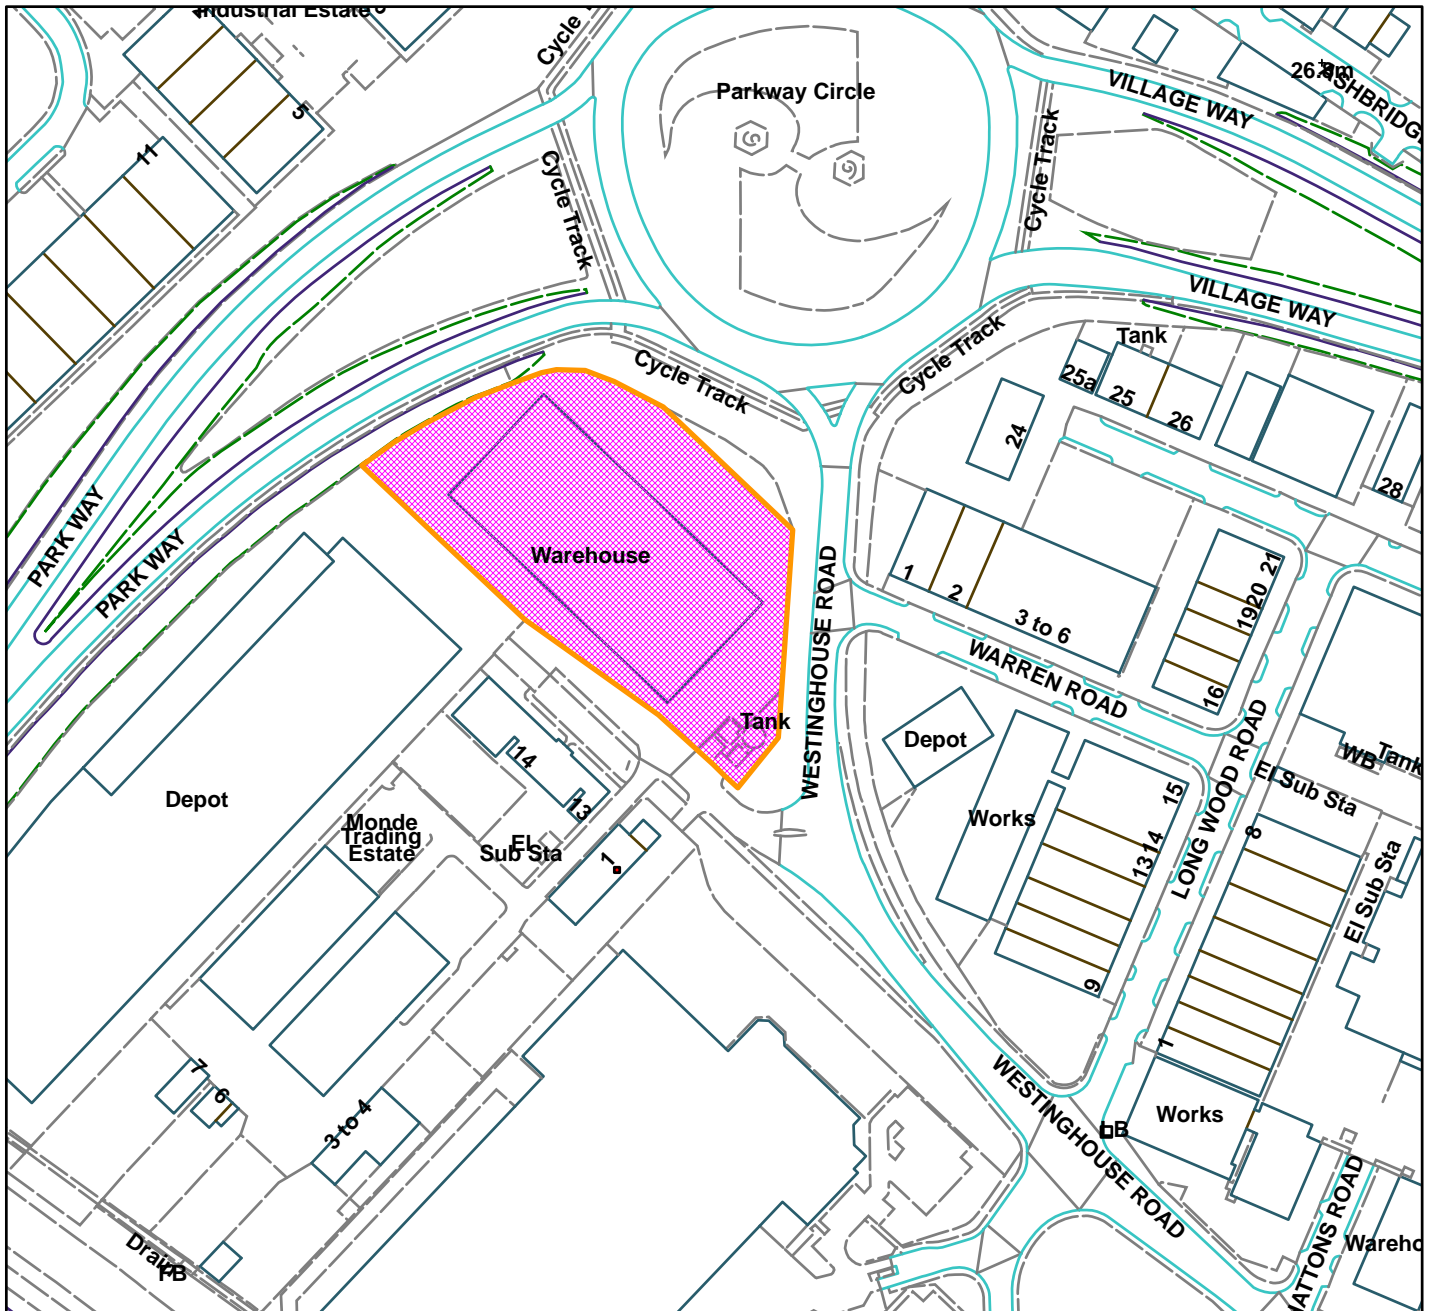 Industrial Estate
Cycle
5
11
Parkway Circle
VILLAGE WAY
26.8m
Cycle Track
Cycle Track
VILLAGE WAY
Tank
Cycle Track
Cycle Track
25a
25
26
24
28
PARK WAY
PARK WAY
Warehouse
WESTINGHOUSE ROAD
1
2
3 to 6
21
20
19
16
WARREN ROAD
Tank
Depot
14
13
Depot
Monde
Trading
Estate
El
Sub Sta
1
Works
15
14
13
9
LONG WOOD ROAD
El Sub Sta
WB
Tank
8
El Sub Sta
1
7
6
3 to 4
WESTINGHOUSE ROAD
LB
Works
Drain
FB